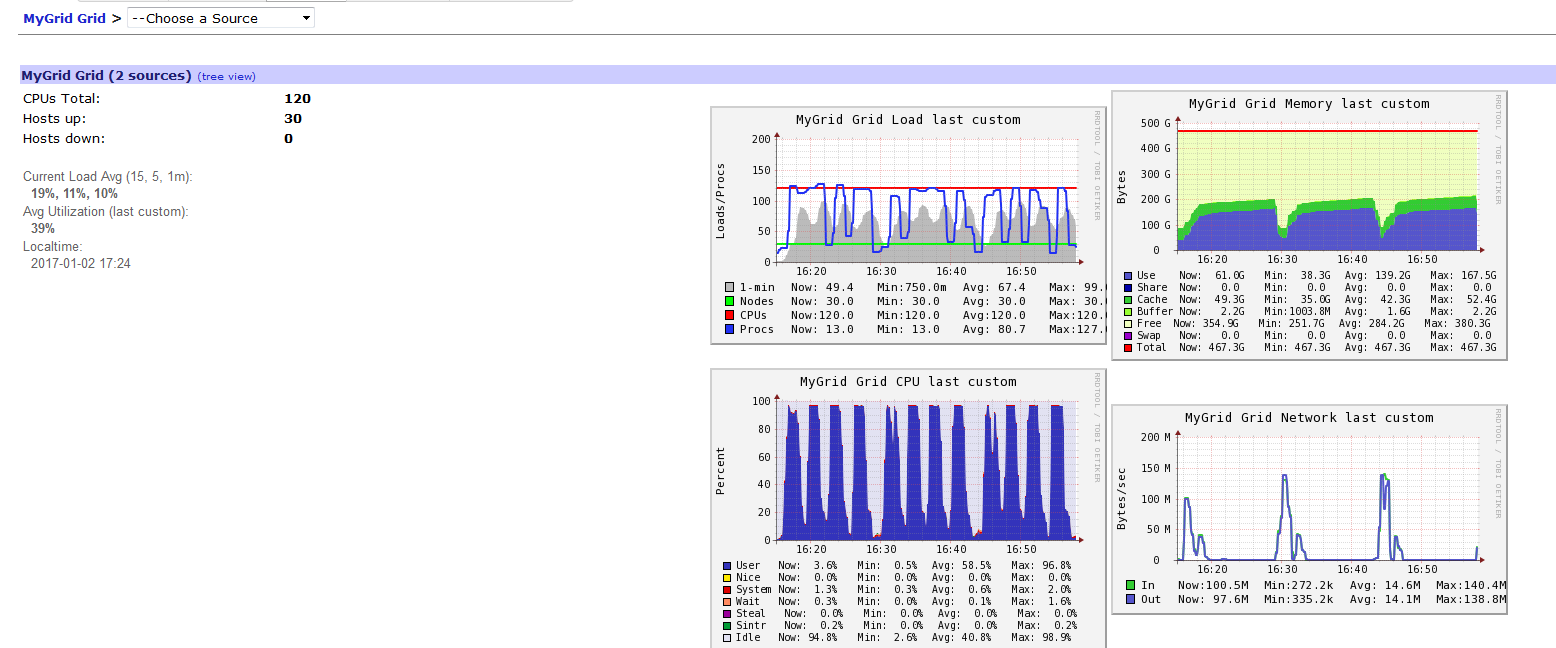 MyGrid Grid > --Choose a Source
MyGrid Grid (2 sources) (tree view)
CPUs Total: 120
Hosts up: 30
Hosts down: 0
Current Load Avg (15, 5, 1m):
19%, 11%, 10%
Avg Utilization (last custom):
39%
Localtime:
2017-01-02 17:24
MyGrid Grid Load last custom
RRDTOOL / TOBI OETIKER
Loads/Procs
200
150
100
50
0
16:20 16:30 16:40 16:50
1-min Now: 49.4 Min:750.0m Avg: 67.4 Max: 99.
Nodes Now: 30.0 Min: 30.0 Avg: 30.0 Max: 30.
CPUs Now:120.0 Min:120.0 Avg:120.0 Max:120.
Procs Now: 13.0 Min: 13.0 Avg: 80.7 Max:127.
MyGrid Grid Memory last custom
RRDTOOL / TOBI OETIKER
Bytes
500 G
400 G
300 G
200 G
100 G
0
16:20 16:30 16:40 16:50
Use Now: 61.0G Min: 38.3G Avg: 139.2G Max: 167.5G
Share Now: 0.0 Min: 0.0 Avg: 0.0 Max: 0.0
Cache Now: 49.3G Min: 35.0G Avg: 42.3G Max: 52.4G
Buffer Now: 2.2G Min:1003.8M Avg: 1.6G Max: 2.2G
Free Now: 354.9G Min: 251.7G Avg: 284.2G Max: 380.3G
Swap Now: 0.0 Min: 0.0 Avg: 0.0 Max: 0.0
Total Now: 467.3G Min: 467.3G Avg: 467.3G Max: 467.3G
MyGrid Grid CPU last custom
RRDTOOL / TOBI OETIKER
Percent
100
80
60
40
20
0
16:20 16:30 16:40 16:50
User Now: 3.6% Min: 0.5% Avg: 58.5% Max: 96.8%
Nice Now: 0.0% Min: 0.0% Avg: 0.0% Max: 0.0%
System Now: 1.3% Min: 0.3% Avg: 0.6% Max: 2.0%
Wait Now: 0.3% Min: 0.0% Avg: 0.1% Max: 1.6%
Steal Now: 0.0% Min: 0.0% Avg: 0.0% Max: 0.0%
Sintr Now: 0.2% Min: 0.0% Avg: 0.0% Max: 0.2%
Idle Now: 94.8% Min: 2.6% Avg: 40.8% Max: 98.9%
MyGrid Grid Network last custom
RRDTOOL / TOBI OETIKER
Bytes/sec
200 M
150 M
100 M
50 M
0
16:20 16:30 16:40 16:50
In Now:100.5M Min:272.2k Avg: 14.6M Max:140.4M
Out Now: 97.6M Min:335.2k Avg: 14.1M Max:138.8M